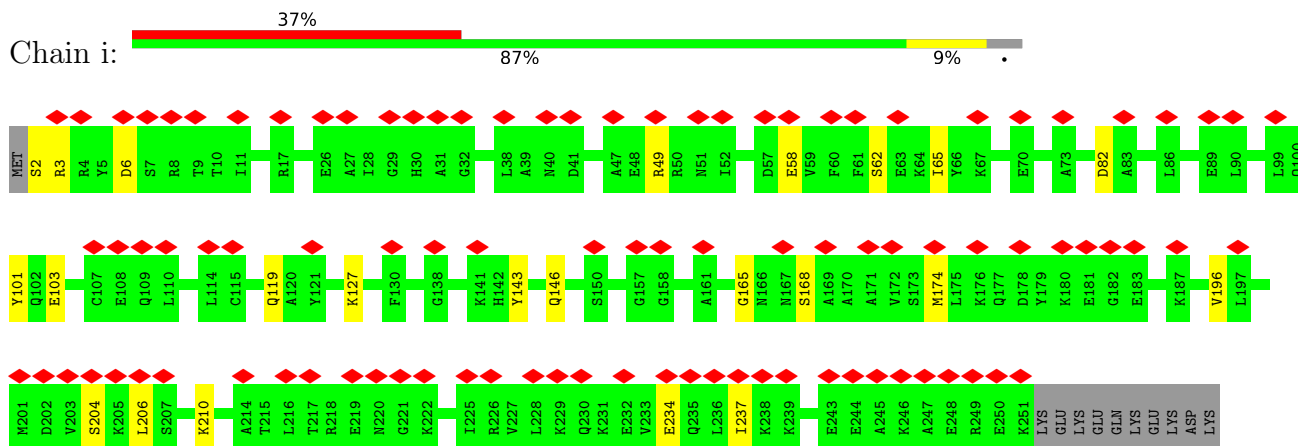 37%
Chain i:
87% 9% .
MET S2 R3 R4 Y5 D6 S7 R8 T9 T10 I11 R17 E26 A27 I28 G29 H30 A31 G32 L38 A39 N40 D41 A47 E48 R49 R50 N51 I52 D57 E58 V59 F60 F61 S62 E63 K64 I65 Y66 K67 E70 A73 D82 A83 L86 E89 L90 L99 Q100
Y101 Q102 E103 C107 E108 Q109 L110 L114 C115 Q119 A120 Y121 K127 F130 G138 K141 H142 Y143 Q146 S150 G157 G158 A161 G165 N166 N167 S168 A169 A170 A171 V172 S173 M174 L175 K176 Q177 D178 Y179 K180 E181 G182 E183 K187 V196 L197
M201 D202 V203 S204 K205 L206 S207 K210 A214 T215 L216 T217 R218 E219 N220 G221 K222 I225 R226 V227 L228 K229 Q230 K231 E232 V233 E234 Q235 L236 I237 K238 K239 E243 E244 A245 K246 A247 E248 R249 E250 K251 LYS GLU LYS GLU GLN LYS GLU LYS ASP LYS